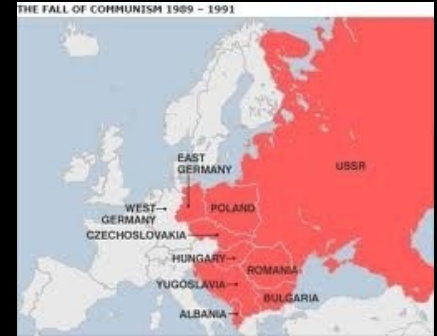 THE FALL OF COMMUNISM 1989 – 1991
EAST
GERMANY
USSR
WEST
GERMANY
POLAND
CZECHOSLOVAKIA
HUNGARY
ROMANIA
YUGOSLAVIA
BULGARIA
ALBANIA